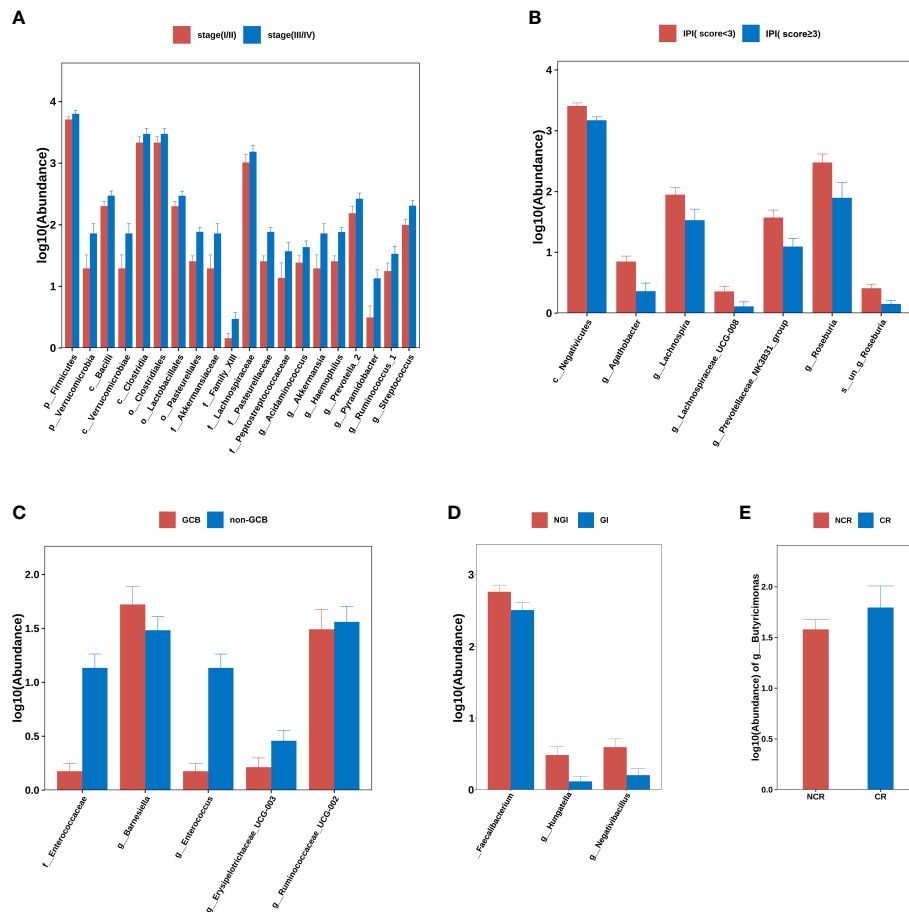 A
stage(I/II) stage(III/IV)
log10(Abundance)
4
3
2
1
0
p__Firmicutes
p__Verrucomicrobia
c__Bacilli
c__Verrucomicrobiae
c__Clostridia
o__Clostridiales
o__Lactobacillales
o__Pasteurellales
f__Akkermansiaceae
f__Family_XIII
f__Lachnospiraceae
f__Pasteurellaceae
f__Peptostreptococcaceae
g__Acidaminococcus
g__Akkermansia
g__Haemophilus
g__Prevotella_2
g__Pyramidobacter
g__Ruminococcus_1
g__Streptococcus
B
IPI( score<3) IPI( score≥3)
log10(Abundance)
4
3
2
1
0
c__Negativicutes
g__Agathobacter
g__Lachnospira
g__Lachnospiraceae_UCG-008
g__Prevotellaceae_NK3B31_group
g__Roseburia
s__un_g_Roseburia
C
GCB non-GCB
log10(Abundance)
2.0
1.5
1.0
0.5
0.0
f__Enterococcaceae
g__Barnesiella
g__Enterococcus
g__Erysipelotrichaceae_UCG-003
g__Ruminococcaceae_UCG-002
D
NGI GI
log10(Abundance)
3
2
1
0
_Faecalibacterium
g__Hungatella
g__Negativibacillus
E
NCR CR
log10(Abundance) of g__Butyricimonas
2.0
1.5
1.0
0.5
0.0
NCR CR